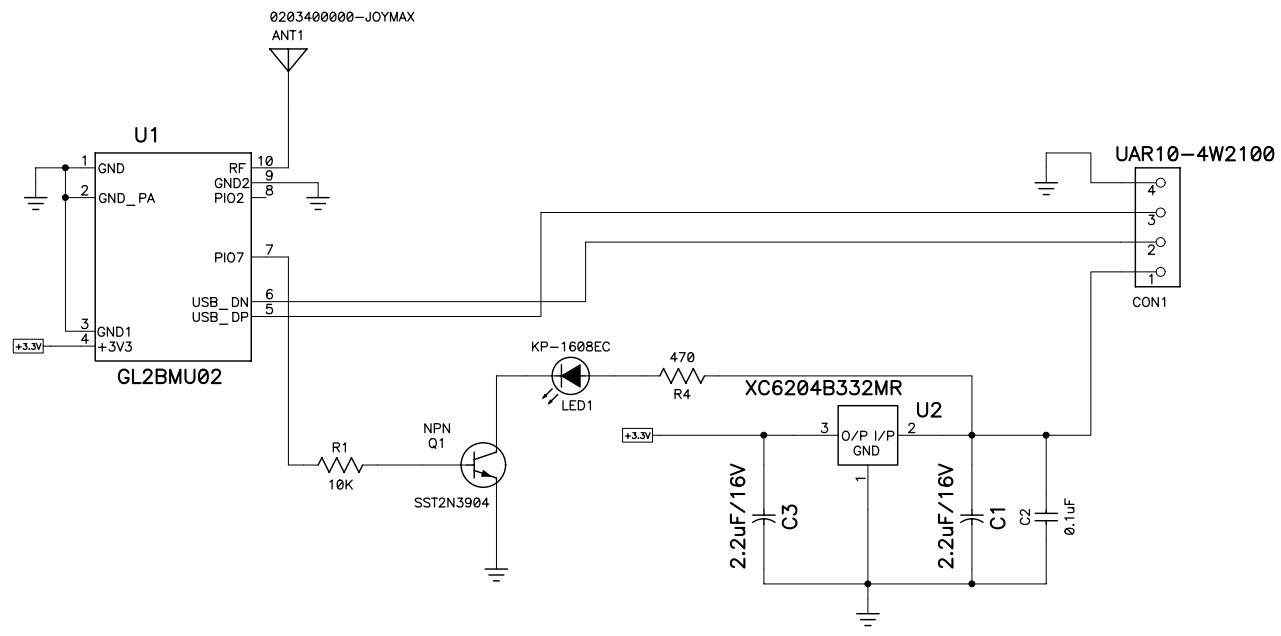 0203400000-JOYMAX
ANT1
U1
1
GND
2
GND_PA
3
GND1
4
+3V3
+3.3V
RF
10
GND2
9
PIO2
8
PIO7
7
USB_DN
6
USB_DP
5
GL2BMU02
UAR10-4W2100
4
3
2
1
CON1
KP-1608EC
LED1
470
R4
NPN
Q1
SST2N3904
R1
10K
XC6204B332MR
U2
+3.3V
3
O/P I/P
2
GND
1
2.2uF/16V
C3
2.2uF/16V
C1
C2
0.1uF